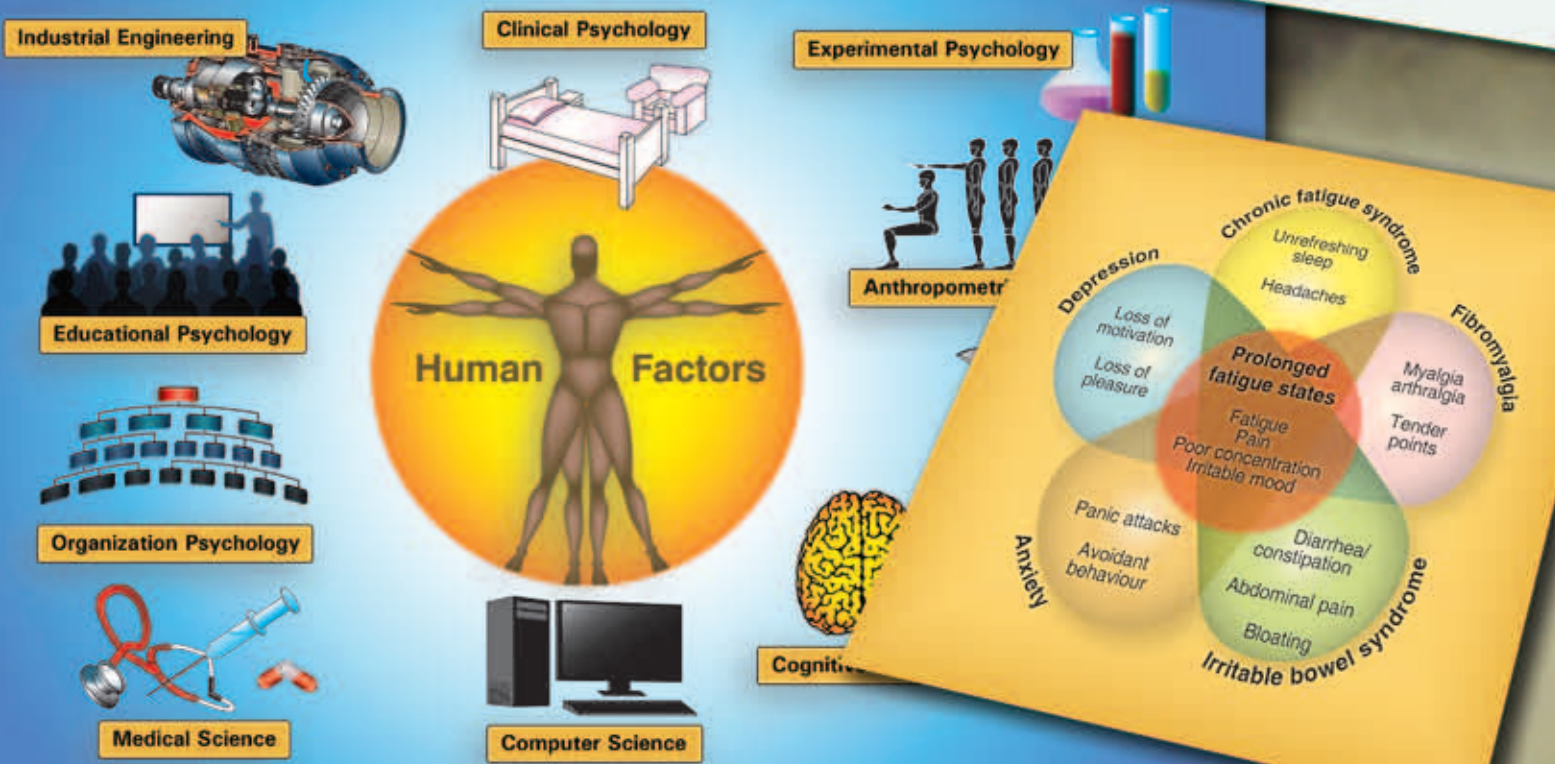 Industrial Engineering
Clinical Psychology
Experimental Psychology
Educational Psychology
Human Factors
Organization Psychology
Medical Science
Computer Science
Chronic fatigue syndrome
Unrefreshing
sleep
Headaches
Depression
Loss of
motivation
Loss of
pleasure
Fibromyalgia
Myalgia
arthralgia
Tender
points
Prolonged
fatigue states
Fatigue
Pain
Poor concentration
Irritable mood
Anxiety
Panic attacks
Avoidant
behaviour
Diarrhea/
constipation
Abdominal pain
Bloating
Irritable bowel syndrome